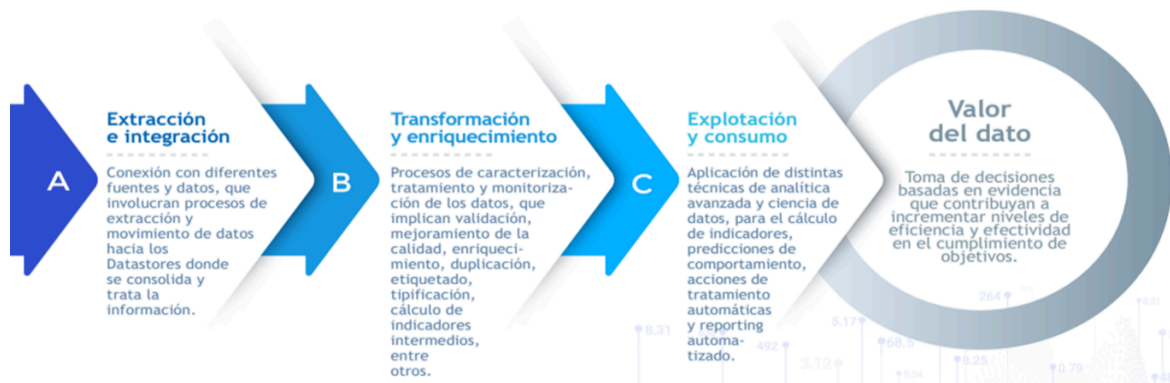 A
Extracción
e integración
Conexión con diferentes
fuentes y datos, que
involucran procesos de
extracción y
movimiento de datos
hacia los
Datastores donde
se consolida y
trata la
información.
B
Transformación
y enriquecimiento
Procesos de caracterización,
tratamiento y monitoriza-
ción de los datos, que
implican validación,
mejoramiento de la
calidad, enriqueci-
miento, duplicación,
etiquetado,
tipificación,
cálculo de
indicadores
intermedios,
entre
otros.
C
Explotación
y consumo
Aplicación de distintas
técnicas de analítica
avanzada y ciencia de
datos, para el cálculo
de indicadores,
predicciones de
comportamiento,
acciones de
tratamiento
automáticas
y reporting
automa-
tizado.
Valor
del dato
Toma de decisiones
basadas en evidencia
que contribuyan a
incrementar niveles de
eficiencia y efectividad
en el cumplimiento de
objetivos.
8.31
492
3.12
5.17
68.5
9.04
8.25
264
0.79